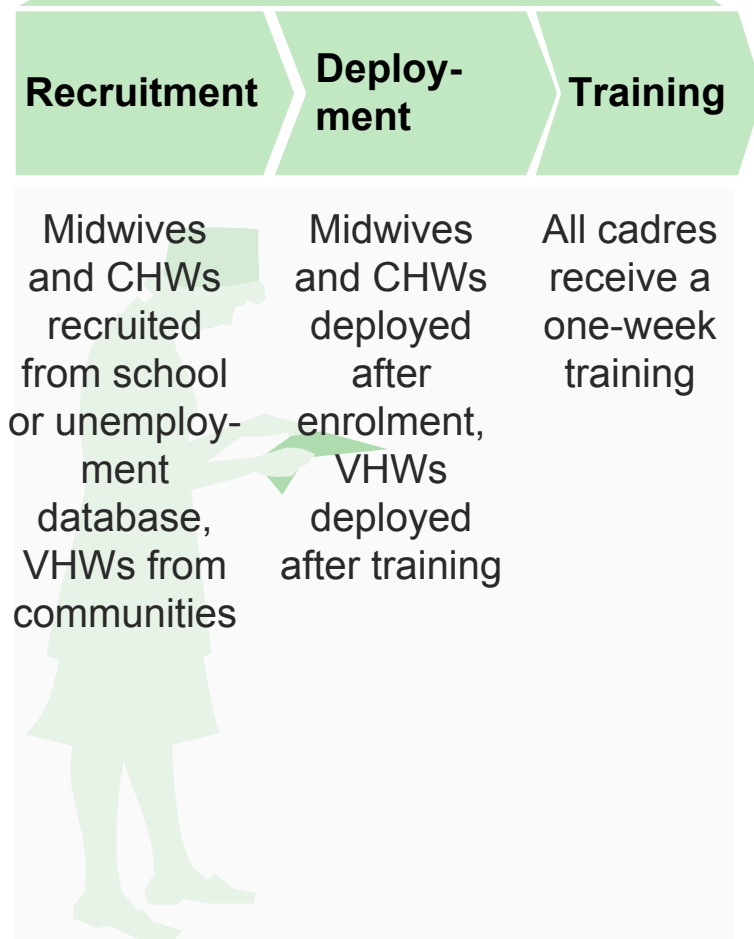 Recruitment
Deploy-
ment
Training
Midwives
and CHWs
recruited
from school
or unemploy-
ment
database,
VHWs from
communities
Midwives
and CHWs
deployed
after
enrolment,
VHWs
deployed
after training
All cadres
receive a
one-week
training